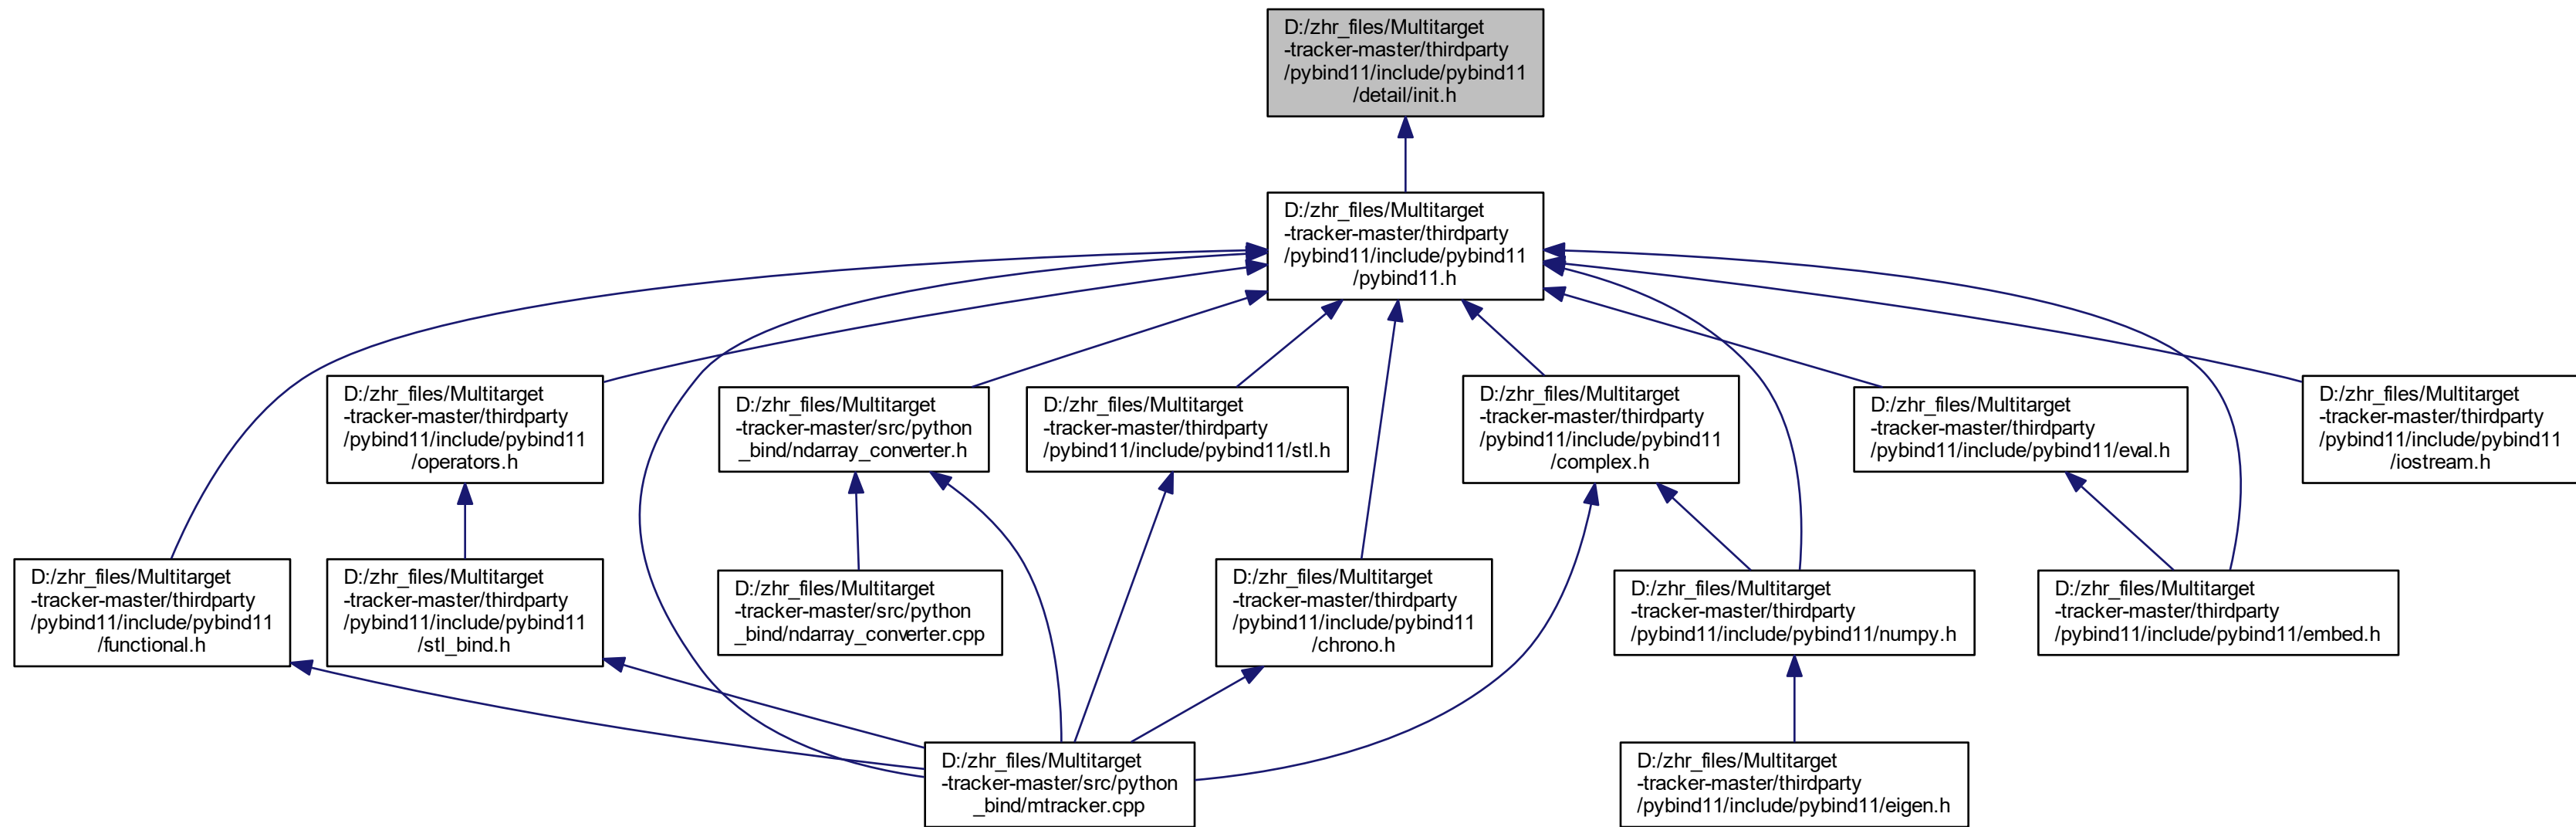 D:/zhr_files/Multitarget
-tracker-master/thirdparty
/pybind11/include/pybind11
/detail/init.h
D:/zhr_files/Multitarget
-tracker-master/thirdparty
/pybind11/include/pybind11
/pybind11.h
D:/zhr_files/Multitarget
-tracker-master/thirdparty
/pybind11/include/pybind11
/operators.h
D:/zhr_files/Multitarget
-tracker-master/src/python
_bind/ndarray_converter.h
D:/zhr_files/Multitarget
-tracker-master/thirdparty
/pybind11/include/pybind11/stl.h
D:/zhr_files/Multitarget
-tracker-master/thirdparty
/pybind11/include/pybind11
/complex.h
D:/zhr_files/Multitarget
-tracker-master/thirdparty
/pybind11/include/pybind11/eval.h
D:/zhr_files/Multitarget
-tracker-master/thirdparty
/pybind11/include/pybind11
/iostream.h
D:/zhr_files/Multitarget
-tracker-master/thirdparty
/pybind11/include/pybind11
/functional.h
D:/zhr_files/Multitarget
-tracker-master/thirdparty
/pybind11/include/pybind11
/stl_bind.h
D:/zhr_files/Multitarget
-tracker-master/src/python
_bind/ndarray_converter.cpp
D:/zhr_files/Multitarget
-tracker-master/thirdparty
/pybind11/include/pybind11
/chrono.h
D:/zhr_files/Multitarget
-tracker-master/thirdparty
/pybind11/include/pybind11/numpy.h
D:/zhr_files/Multitarget
-tracker-master/thirdparty
/pybind11/include/pybind11/embed.h
D:/zhr_files/Multitarget
-tracker-master/src/python
_bind/mtracker.cpp
D:/zhr_files/Multitarget
-tracker-master/thirdparty
/pybind11/include/pybind11/eigen.h